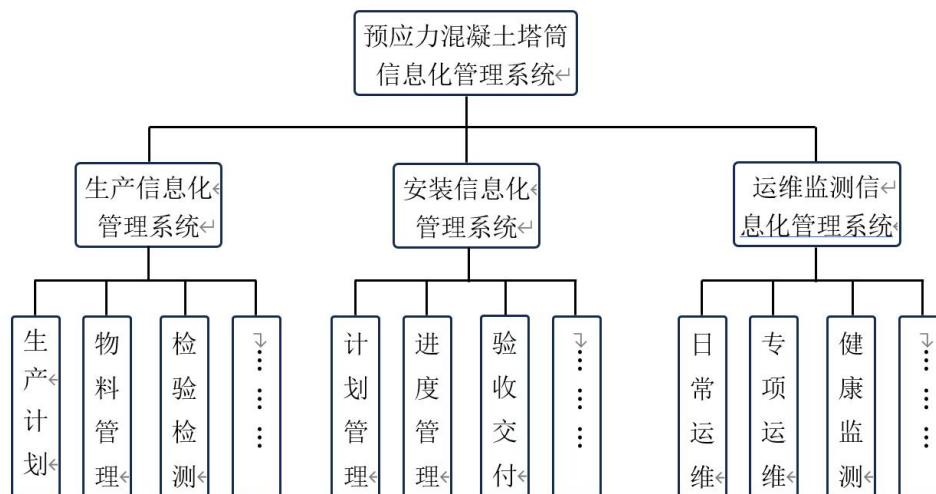 预应力混凝土塔筒
信息化管理系统
生产信息化
管理系统
安装信息化
管理系统
运维监测信
息化管理系统
生产计划
物料管理
检验检测
……
计划管理
进度管理
验收交付
……
日常运维
专项运维
健康监测
……